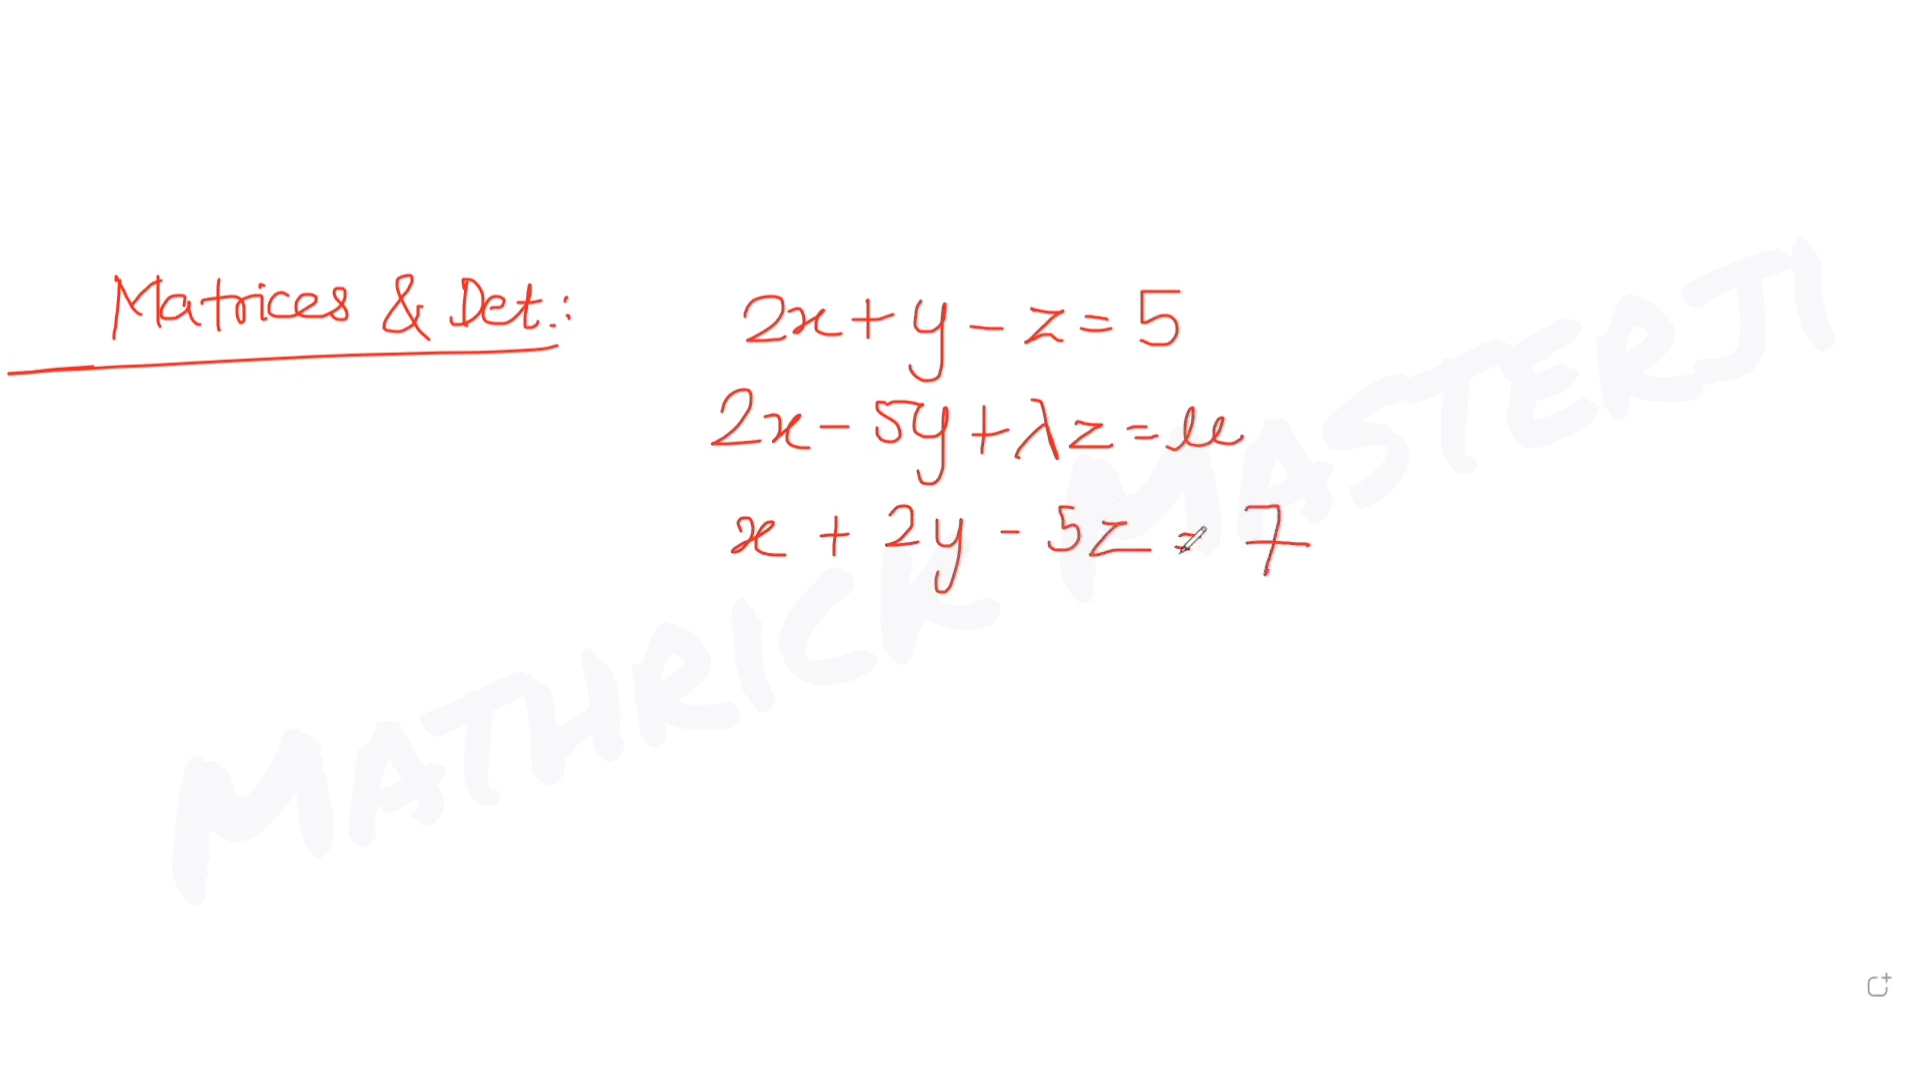 Matrices & Det.:
2x+y-z=5
2x-5y+λz=μ
x+2y-5z=7
MATHRICK MASTERJI